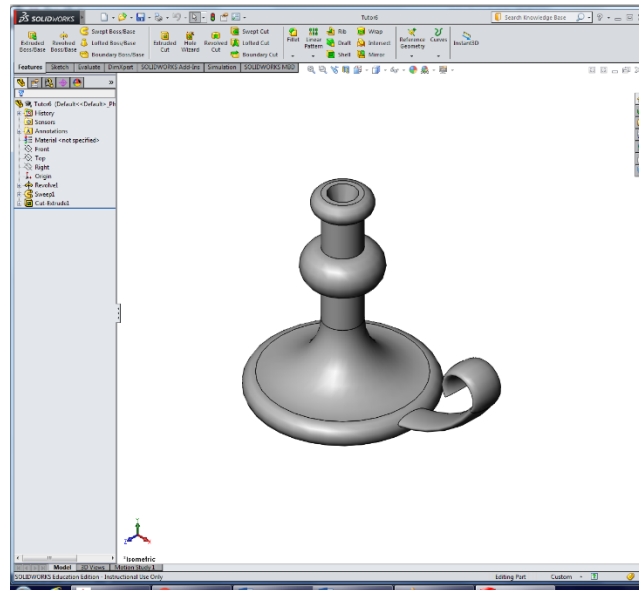 SOLIDWORKS
Tutor6
Search Knowledge Base
Extruded Boss/Base
Revolved Boss/Base
Swept Boss/Base
Lofted Boss/Base
Boundary Boss/Base
Extruded Cut
Hole Wizard
Revolved Cut
Swept Cut
Lofted Cut
Boundary Cut
Fillet
Linear Pattern
Rib
Draft
Shell
Wrap
Intersect
Mirror
Reference Geometry
Curves
Instant3D
Features Sketch Evaluate DimXpert SOLIDWORKS Add-Ins Simulation SOLIDWORKS MBD
Tutor6 (Default<<Default>_Ph
History
Sensors
Annotations
Material <not specified>
Front
Top
Right
Origin
Revolve1
Sweep1
Cut-Extrude1
*Isometric
Model 3D Views Motion Study 1
SOLIDWORKS Education Edition - Instructional Use Only
Editing Part
Custom